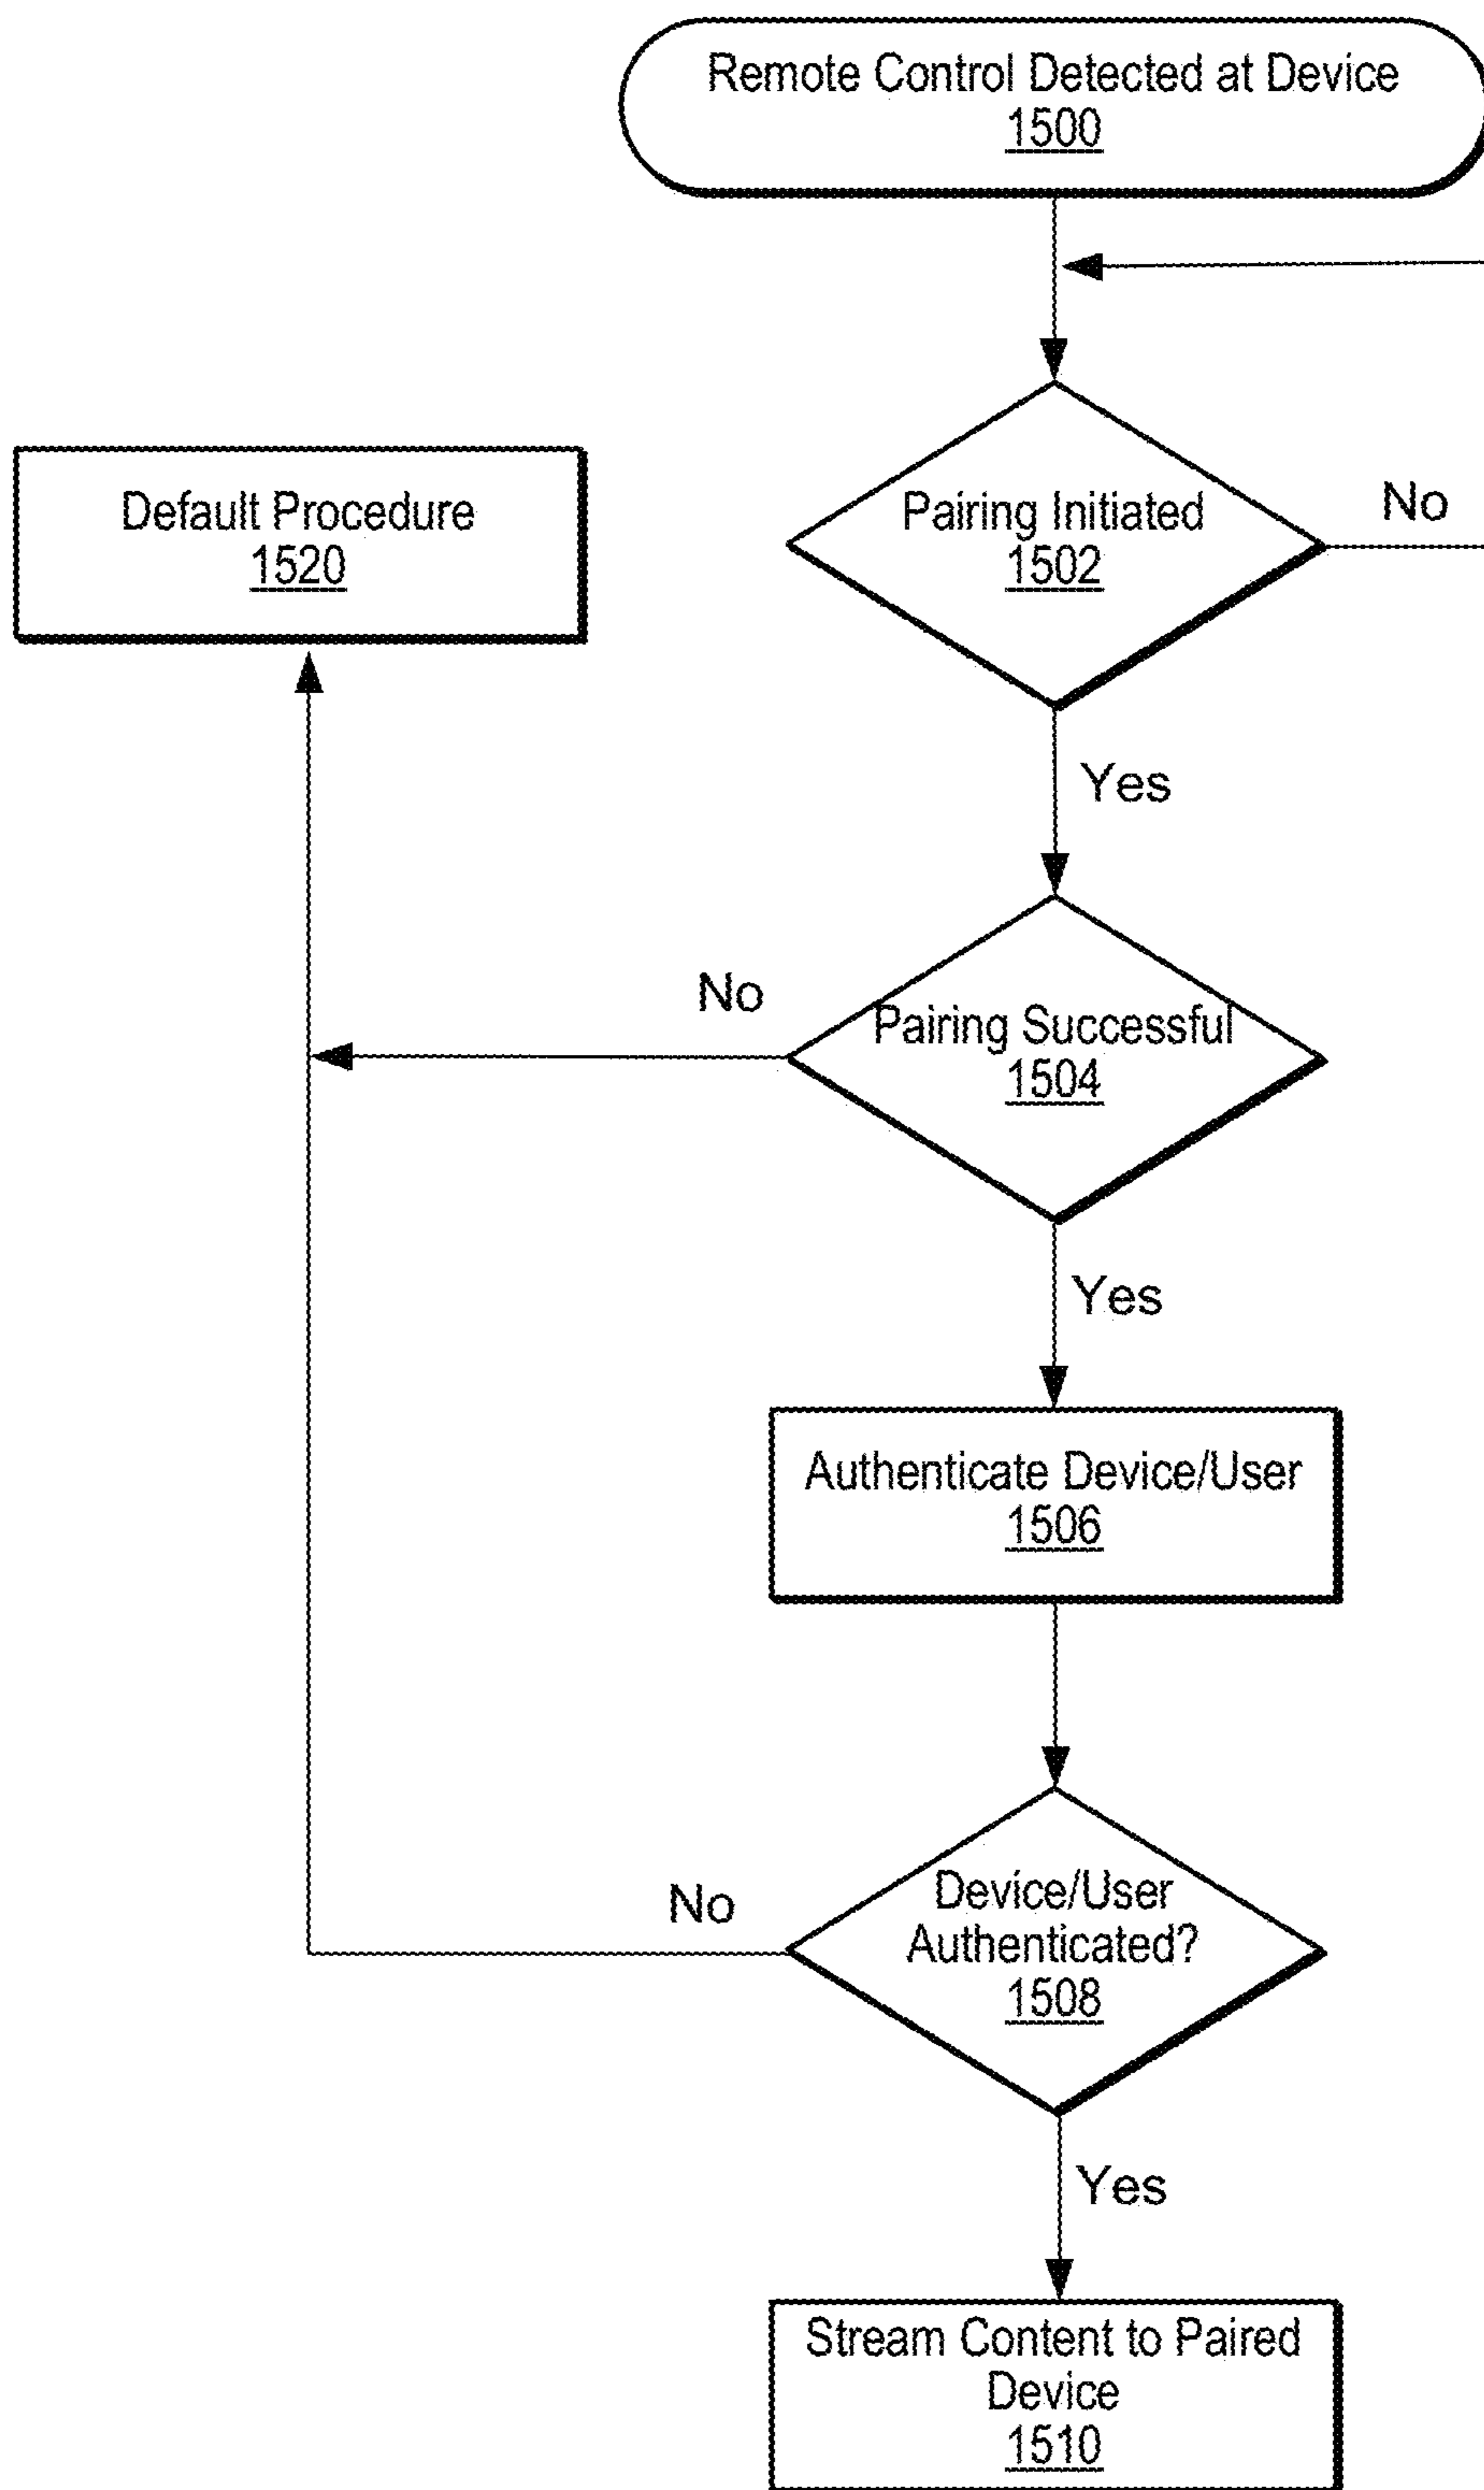 Remote Control Detected at Device
1500
Default Procedure
1520
Pairing Initiated
1502
No
Yes
No
Pairing Successful
1504
Yes
Authenticate Device/User
1506
No
Device/User
Authenticated?
1508
Yes
Stream Content to Paired
Device
1510